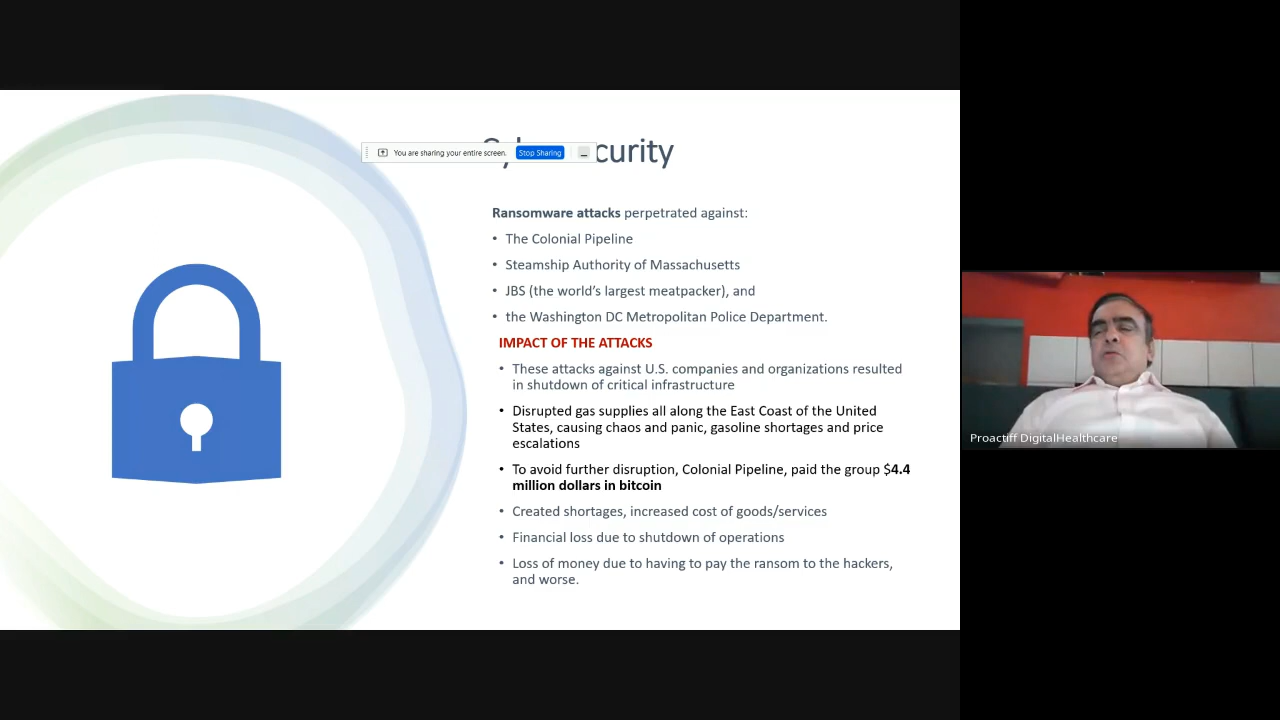 curity
You are sharing your entire screen.
Stop Sharing
Ransomware attacks perpetrated against:
• The Colonial Pipeline
• Steamship Authority of Massachusetts
• JBS (the world’s largest meatpacker), and
• the Washington DC Metropolitan Police Department.
IMPACT OF THE ATTACKS
• These attacks against U.S. companies and organizations resulted
in shutdown of critical infrastructure
• Disrupted gas supplies all along the East Coast of the United
States, causing chaos and panic, gasoline shortages and price
escalations
• To avoid further disruption, Colonial Pipeline, paid the group $4.4
million dollars in bitcoin
• Created shortages, increased cost of goods/services
• Financial loss due to shutdown of operations
• Loss of money due to having to pay the ransom to the hackers,
and worse.
Proactiff DigitalHealthcare